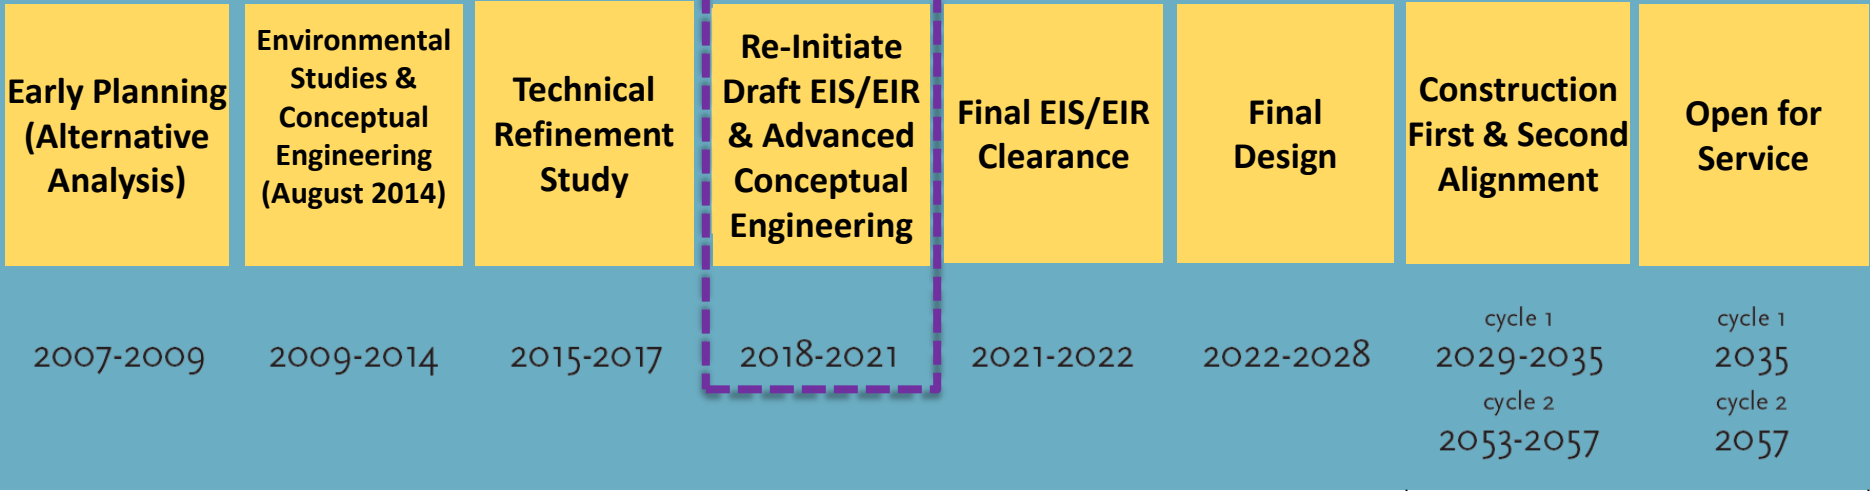 Early Planning
(Alternative
Analysis)
Environmental
Studies &
Conceptual
Engineering
(August 2014)
Technical
Refinement
Study
Re-Initiate
Draft EIS/EIR
& Advanced
Conceptual
Engineering
Final EIS/EIR
Clearance
Final
Design
Construction
First & Second
Alignment
Open for
Service
2007-2009
2009-2014
2015-2017
2018-2021
2021-2022
2022-2028
cycle 1
2029-2035
cycle 2
2053-2057
cycle 1
2035
cycle 2
2057